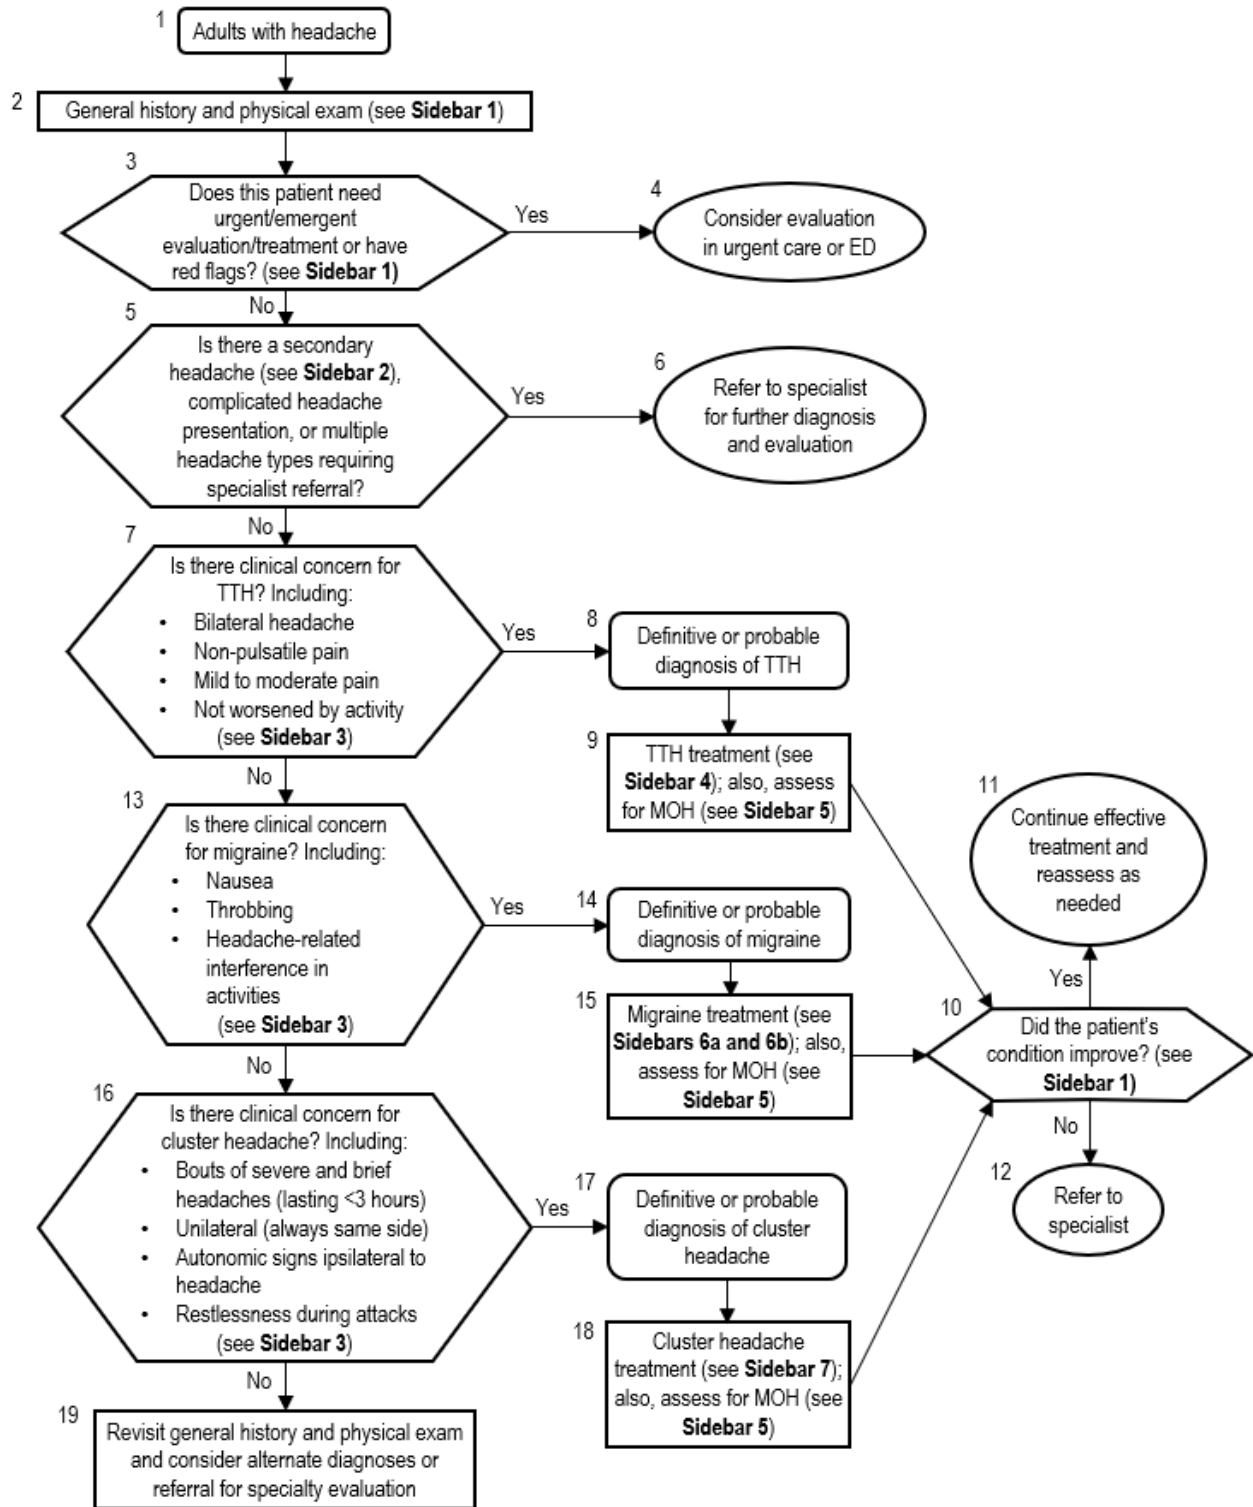 1
Adults with headache
2
General history and physical exam (see Sidebar 1)
3
Does this patient need
urgent/emergent
evaluation/treatment or have
red flags? (see Sidebar 1)
Yes
4
Consider evaluation
in urgent care or ED
No
5
Is there a secondary
headache (see Sidebar 2),
complicated headache
presentation, or multiple
headache types requiring
specialist referral?
Yes
6
Refer to specialist
for further diagnosis
and evaluation
No
7
Is there clinical concern for
TTH? Including:
• Bilateral headache
• Non-pulsatile pain
• Mild to moderate pain
• Not worsened by activity
(see Sidebar 3)
Yes
8
Definitive or probable
diagnosis of TTH
9
TTH treatment (see
Sidebar 4); also, assess
for MOH (see Sidebar 5)
No
13
Is there clinical concern
for migraine? Including:
• Nausea
• Throbbing
• Headache-related
interference in
activities
(see Sidebar 3)
Yes
14
Definitive or probable
diagnosis of migraine
15
Migraine treatment (see
Sidebars 6a and 6b); also,
assess for MOH (see
Sidebar 5)
11
Continue effective
treatment and
reassess as
needed
Yes
10
Did the patient's
condition improve? (see
Sidebar 1)
No
12
Refer to
specialist
No
16
Is there clinical concern for
cluster headache? Including:
• Bouts of severe and brief
headaches (lasting <3 hours)
• Unilateral (always same side)
• Autonomic signs ipsilateral to
headache
• Restlessness during attacks
(see Sidebar 3)
Yes
17
Definitive or probable
diagnosis of cluster
headache
18
Cluster headache
treatment (see Sidebar 7);
also, assess for MOH (see
Sidebar 5)
No
19
Revisit general history and physical exam
and consider alternate diagnoses or
referral for specialty evaluation